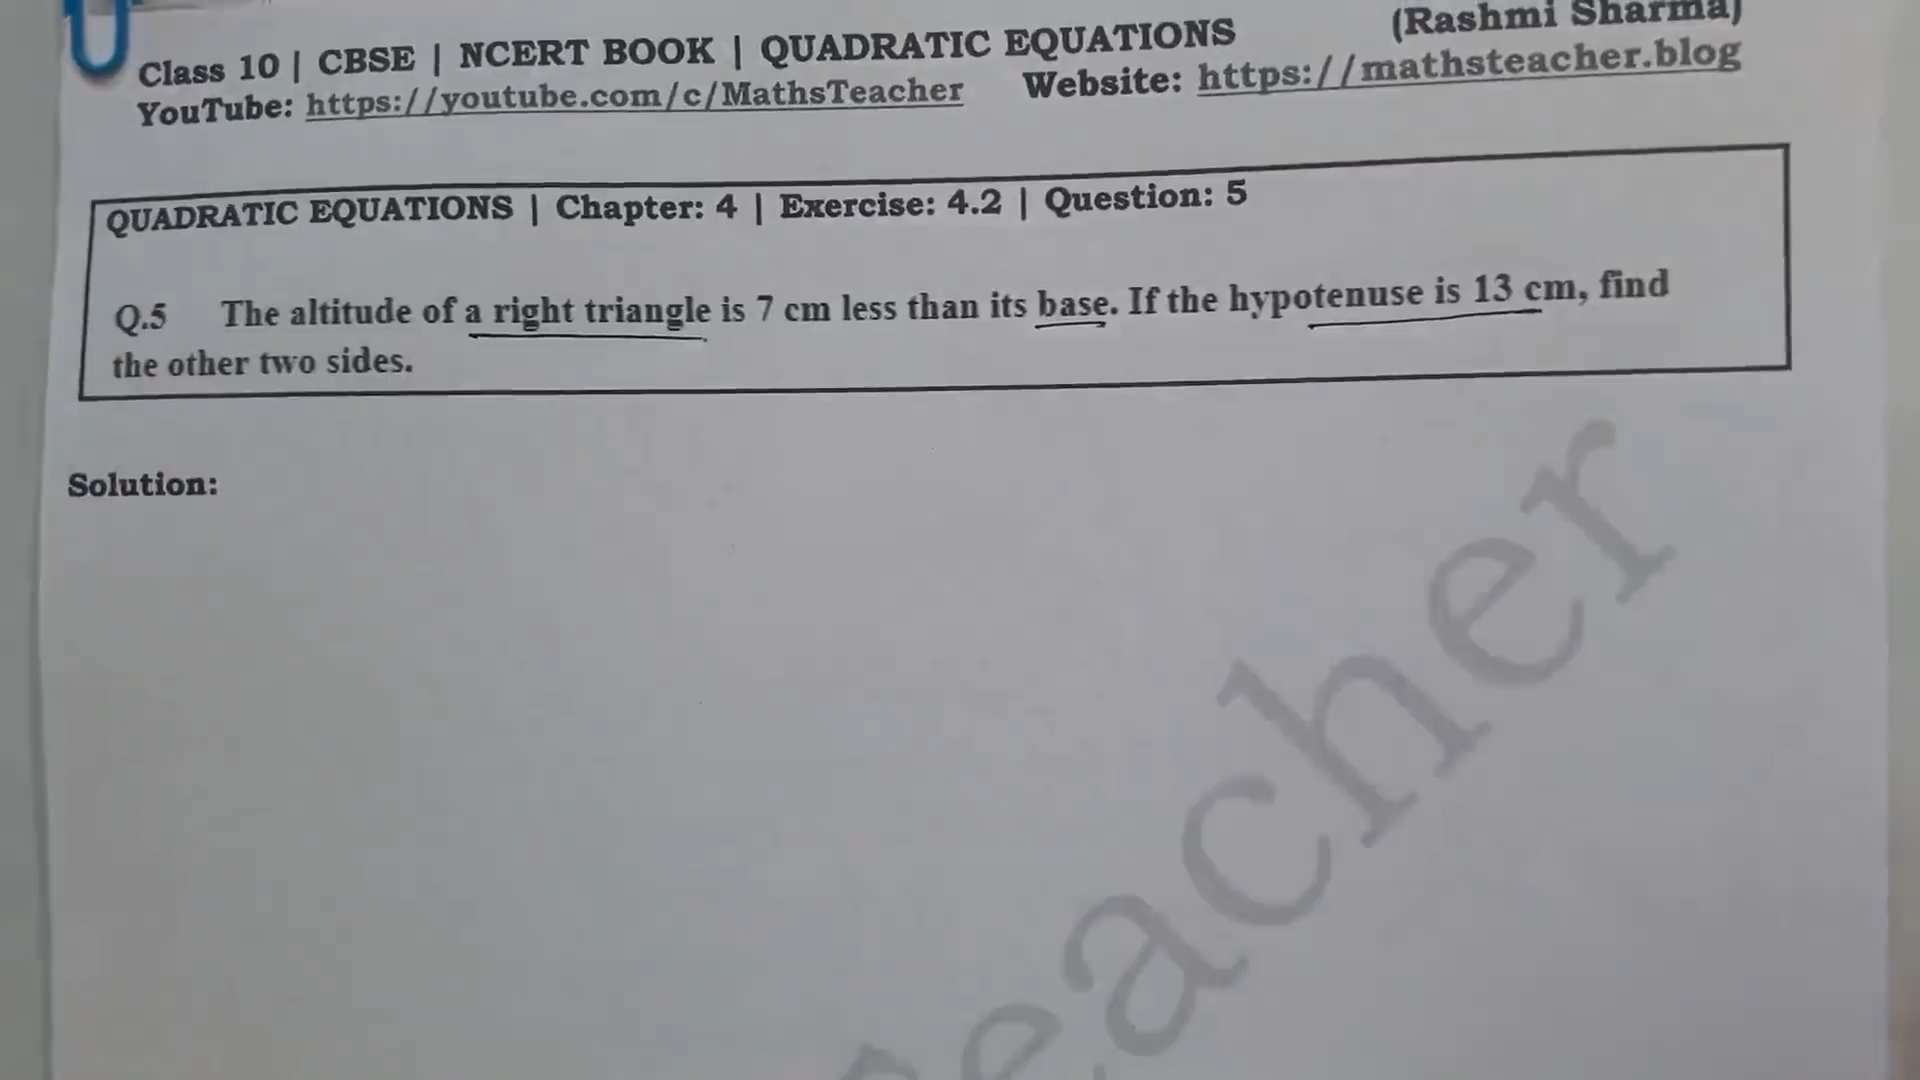 Class 10 | CBSE | NCERT BOOK | QUADRATIC EQUATIONS (Rashmi Sharma)
YouTube: https://youtube.com/c/MathsTeacher Website: https://mathsteacher.blog
QUADRATIC EQUATIONS | Chapter: 4 | Exercise: 4.2 | Question: 5
Q.5 The altitude of a right triangle is 7 cm less than its base. If the hypotenuse is 13 cm, find
the other two sides.
Solution:
eacher